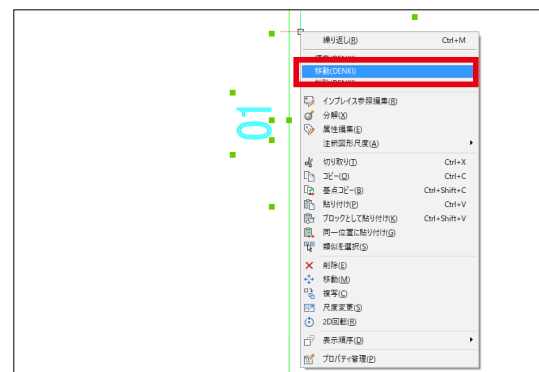 繰り返し(R) Ctrl+M
移動(DENKI)
インプレイス参照編集(R)
分解(X)
属性編集(E)
注釈図形尺度(A)
切り取り(T) Ctrl+X
コピー(O) Ctrl+C
基点コピー(B) Ctrl+Shift+C
貼り付け(P) Ctrl+V
ブロックとして貼り付け(K) Ctrl+Shift+V
同一位置に貼り付け(G)
類似を選択(S)
削除(E)
移動(M)
複写(C)
尺度変更(S)
2D回転(R)
表示順序(D)
プロパティ管理(P)